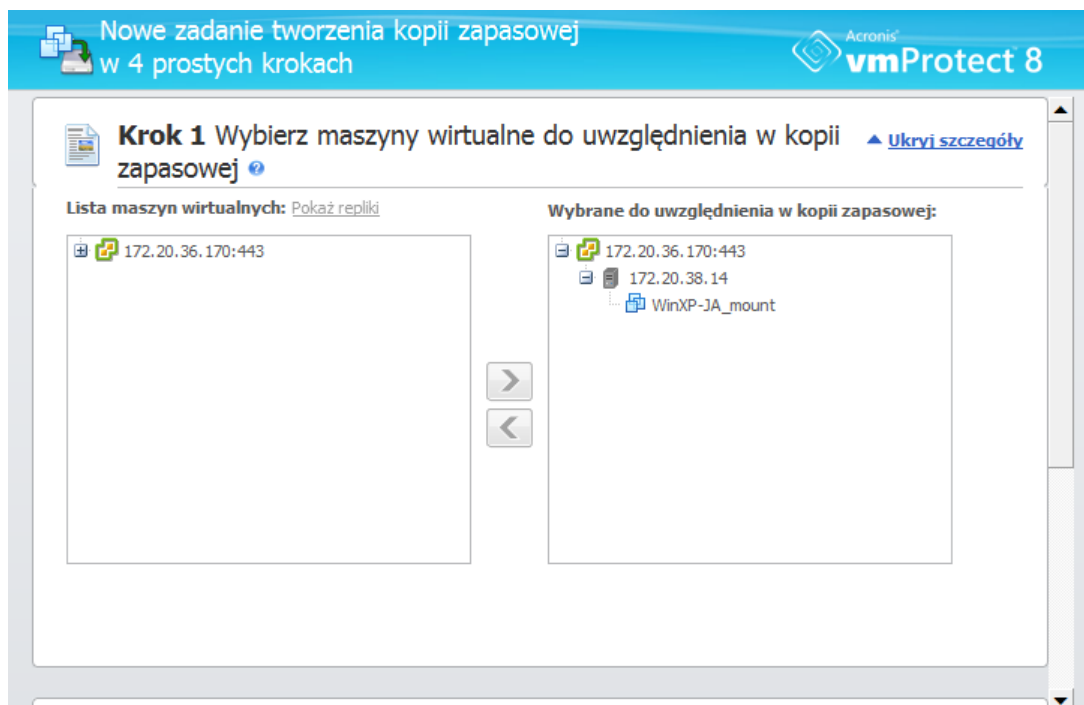 Nowe zadanie tworzenia kopii zapasowej
w 4 prostych krokach
Acronis®
vmProtect™ 8
Krok 1 Wybierz maszyny wirtualne do uwzględnienia w kopii
zapasowej
Ukryj szczegóły
Lista maszyn wirtualnych: Pokaż repliki
172.20.36.170:443
Wybrane do uwzględnienia w kopii zapasowej:
172.20.36.170:443
172.20.38.14
WinXP-JA_mount